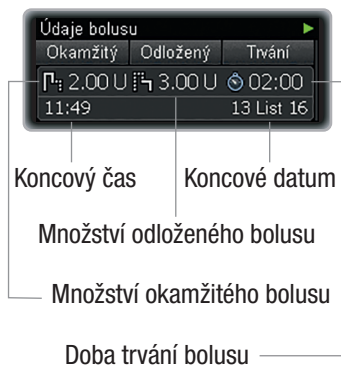 Údaje bolusu
Okamžitý Odložený Trvání
2.00 U 3.00 U 02:00
11:49 13 List 16
Koncový čas Koncové datum
Množství odloženého bolusu
Množství okamžitého bolusu
Doba trvání bolusu